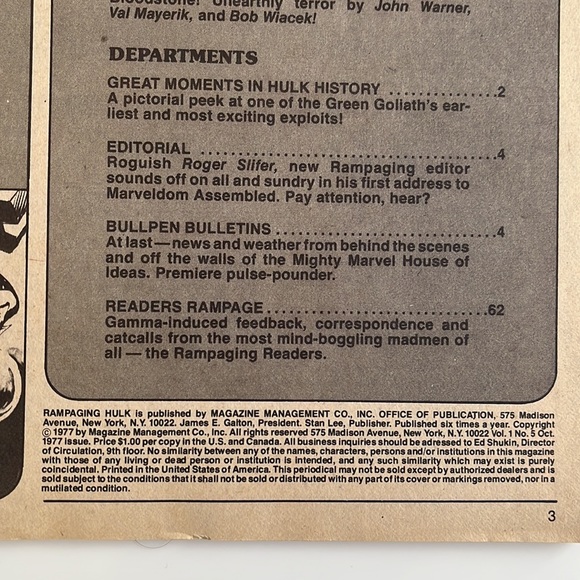 Bloodstone! Unearthly terror by John Warner,
Val Mayerik, and Bob Wiacek!
DEPARTMENTS
GREAT MOMENTS IN HULK HISTORY ..............2
A pictorial peek at one of the Green Goliath's ear-
liest and most exciting exploits!
EDITORIAL ......................................4
Roguish Roger Slifer, new Rampaging editor
sounds off on all and sundry in his first address to
Marveldom Assembled. Pay attention, hear?
BULLPEN BULLETINS .............................4
At last—news and weather from behind the scenes
and off the walls of the Mighty Marvel House of
Ideas. Premiere pulse-pounder.
READERS RAMPAGE .............................62
Gamma-induced feedback, correspondence and
catcalls from the most mind-boggling madmen of
all — the Rampaging Readers.
RAMPAGING HULK is published by MAGAZINE MANAGEMENT CO., INC. OFFICE OF PUBLICATION, 575 Madison
Avenue, New York, N.Y. 10022. James E. Galton, President. Stan Lee, Publisher. Published six times a year. Copyright
© 1977 by Magazine Management Co., Inc. All rights reserved 575 Madison Avenue, New York, N.Y. 10022 Vol. 1 No. 5 Oct.
1977 Issue. Price $1.00 per copy in the U.S. and Canada. All business inquiries should be adressed to Ed Shukin, Director
of Circulation, 9th floor. No similarity between any of the names, characters, persons and/or institutions in this magazine
with those of any living or dead person or institution is intended, and any such similarity which may exist is purely
coincidental. Printed in the United States of America. This periodical may not be sold except by authorized dealers and is
sold subject to the conditions that it shall not be sold or distributed with any part of its cover or markings removed, nor in a
mutilated condition.
3